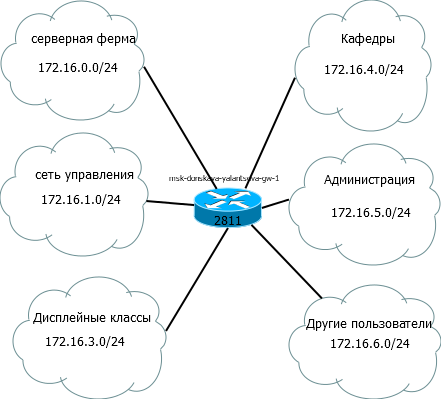 серверная ферма
172.16.0.0/24
Кафедры
172.16.4.0/24
msk-donskaya-yalantsova-gw-1
2811
сеть управления
172.16.1.0/24
Администрация
172.16.5.0/24
Дисплейные классы
172.16.3.0/24
Другие пользователи
172.16.6.0/24